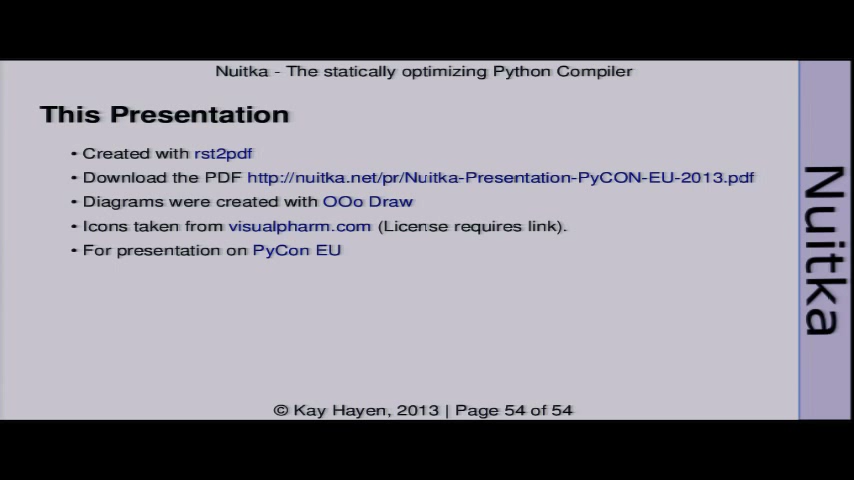 Nuitka - The statically optimizing Python Compiler
This Presentation
• Created with rst2pdf
• Download the PDF http://nuitka.net/pr/Nuitka-Presentation-PyCON-EU-2013.pdf
• Diagrams were created with OOo Draw
• Icons taken from visualpharm.com (License requires link).
• For presentation on PyCon EU
© Kay Hayen, 2013 | Page 54 of 54
Nuitka